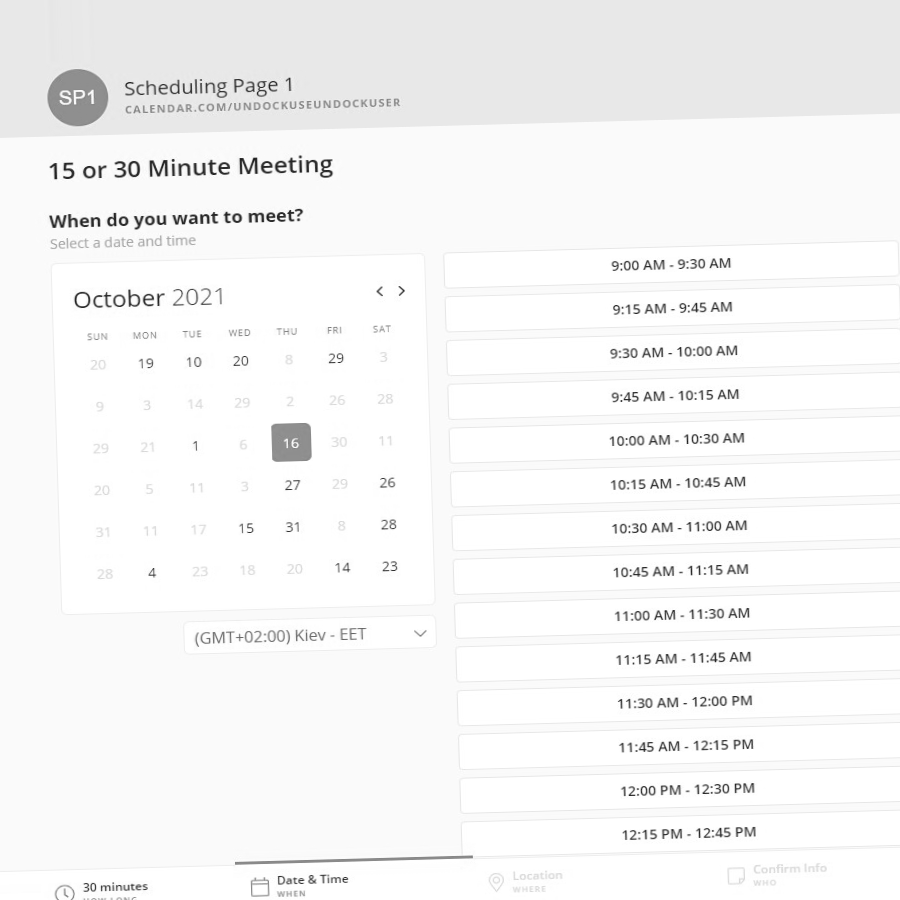 SP1
Scheduling Page 1
CALENDAR.COM/UNDOCKUSEUNDOCKUSER
15 or 30 Minute Meeting
When do you want to meet?
Select a date and time
October 2021
SUN MON TUE WED THU FRI SAT
20 19 10 20 8 29 3
9 3 14 29 2 26 28
29 21 1 6 16 30 11
20 5 11 3 27 29 26
31 11 17 15 31 8 28
28 4 23 18 20 14 23
(GMT+02:00) Kiev - EET
9:00 AM - 9:30 AM
9:15 AM - 9:45 AM
9:30 AM - 10:00 AM
9:45 AM - 10:15 AM
10:00 AM - 10:30 AM
10:15 AM - 10:45 AM
10:30 AM - 11:00 AM
10:45 AM - 11:15 AM
11:00 AM - 11:30 AM
11:15 AM - 11:45 AM
11:30 AM - 12:00 PM
11:45 AM - 12:15 PM
12:00 PM - 12:30 PM
12:15 PM - 12:45 PM
30 minutes
HOW LONG
Date & Time
WHEN
Location
WHERE
Confirm Info
WHO